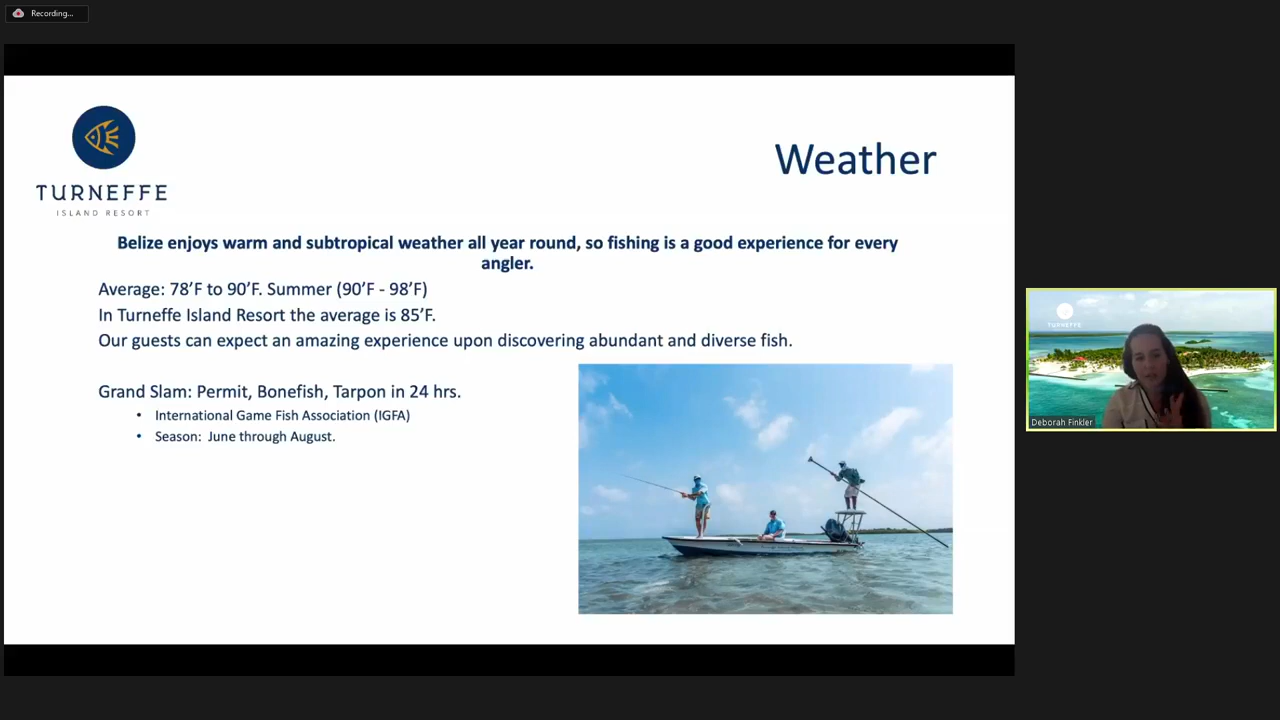 Recording...
TURNEFFE
ISLAND RESORT
Weather
Belize enjoys warm and subtropical weather all year round, so fishing is a good experience for every
angler.
Average: 78’F to 90’F. Summer (90’F - 98’F)
In Turneffe Island Resort the average is 85’F.
Our guests can expect an amazing experience upon discovering abundant and diverse fish.
Grand Slam: Permit, Bonefish, Tarpon in 24 hrs.
• International Game Fish Association (IGFA)
• Season:  June through August.
TURNEFFE
Deborah Finkler